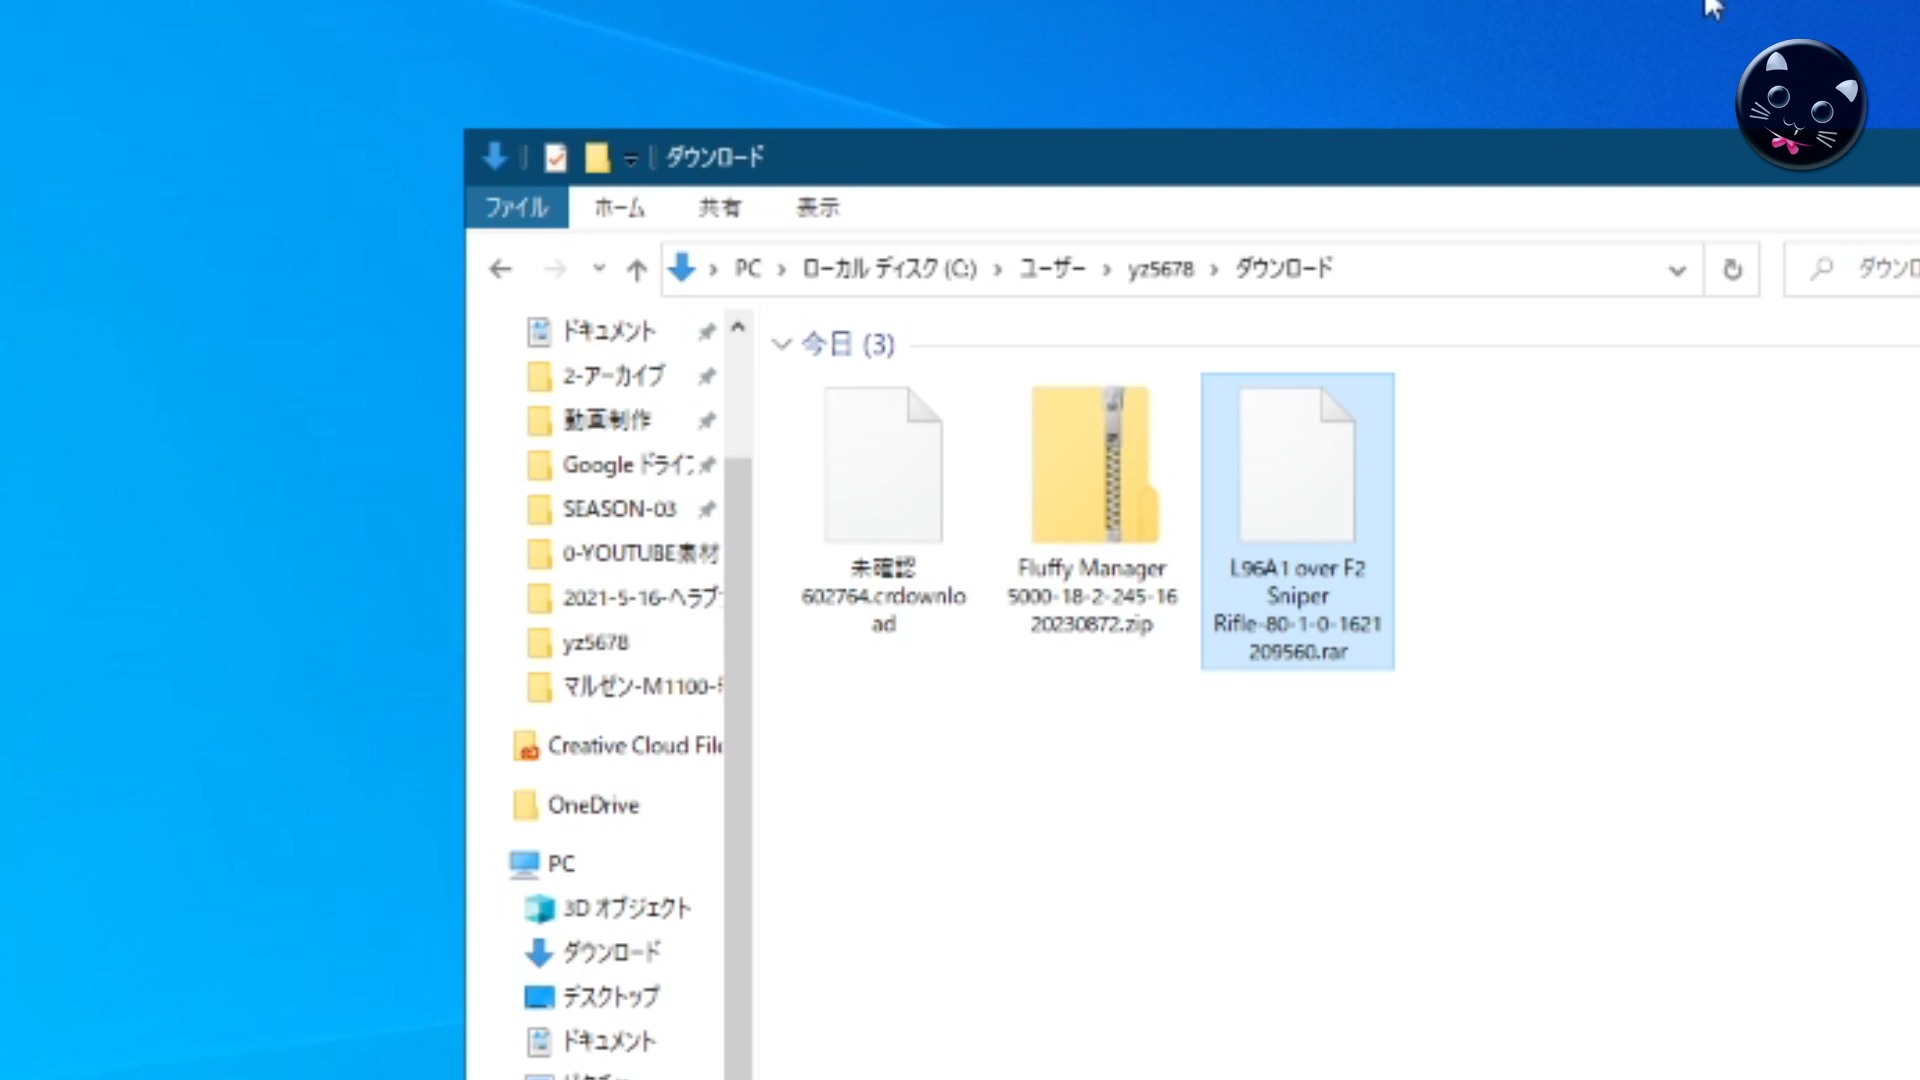 ダウンロード
ファイル ホーム 共有 表示
PC › ローカル ディスク (C:) › ユーザー › yz5678 › ダウンロード
ダウンロ
ドキュメント
2-アーカイブ
動画制作
Google ドライ
SEASON-03
0-YOUTUBE素材
2021-5-16-ヘラブ
yz5678
マルゼン-M1100-
Creative Cloud File
OneDrive
PC
3D オブジェクト
ダウンロード
デスクトップ
ドキュメント
今日 (3)
未確認
602764.crdownlo
ad
Fluffy Manager
5000-18-2-245-16
20230872.zip
L96A1 over F2
Sniper
Rifle-80-1-0-1621
209560.rar